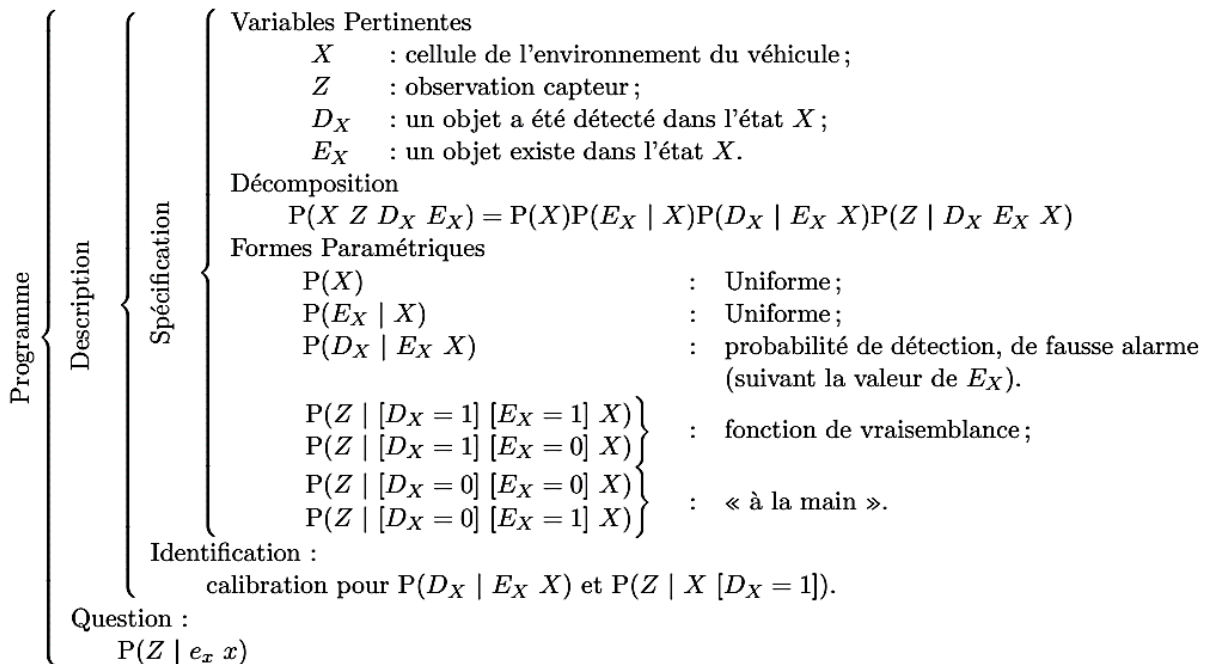 Programme
Description
Spécification
Variables Pertinentes
X : cellule de l'environnement du véhicule ;
Z : observation capteur ;
D_X : un objet a été détecté dans l'état X ;
E_X : un objet existe dans l'état X.
Décomposition
P(X Z D_X E_X) = P(X)P(E_X | X)P(D_X | E_X X)P(Z | D_X E_X X)
Formes Paramétriques
P(X) : Uniforme ;
P(E_X | X) : Uniforme ;
P(D_X | E_X X) : probabilité de détection, de fausse alarme
(suivant la valeur de E_X).
P(Z | [D_X = 1] [E_X = 1] X)
P(Z | [D_X = 1] [E_X = 0] X) : fonction de vraisemblance ;
P(Z | [D_X = 0] [E_X = 0] X)
P(Z | [D_X = 0] [E_X = 1] X) : « à la main ».
Identification :
calibration pour P(D_X | E_X X) et P(Z | X [D_X = 1]).
Question :
P(Z | e_x x)